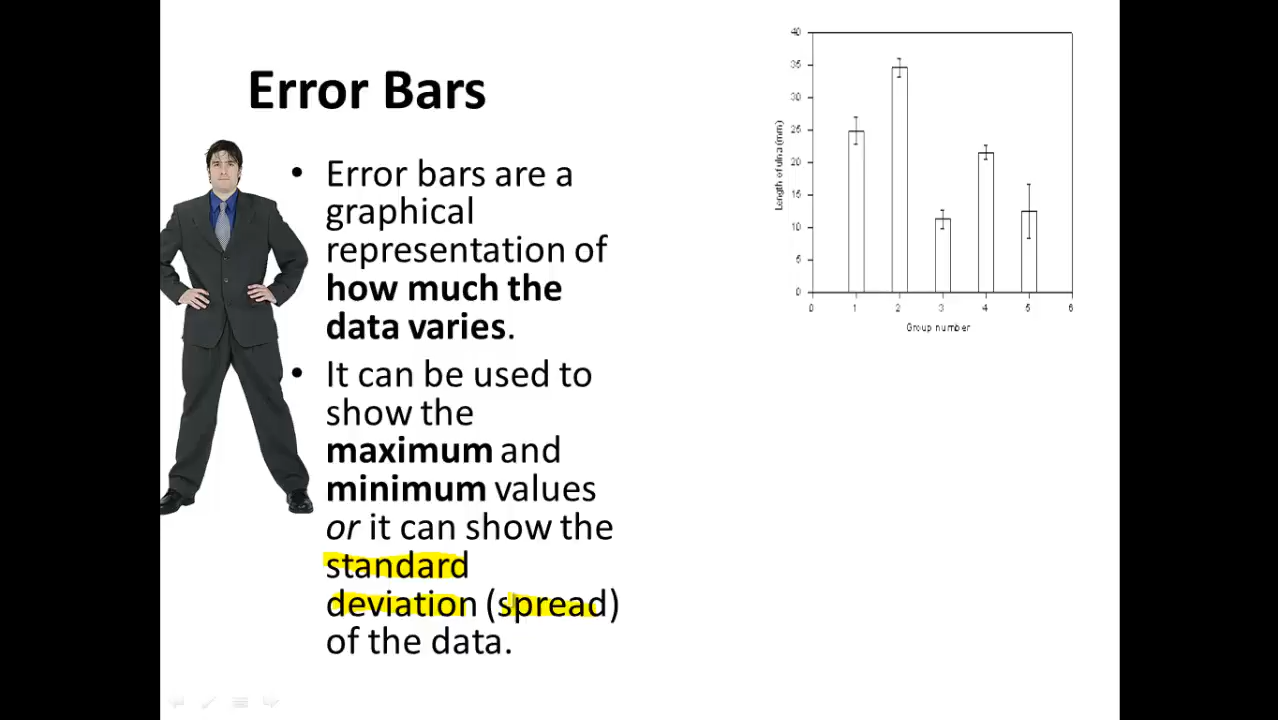 Error Bars
• Error bars are a
graphical
representation of
how much the
data varies.
• It can be used to
show the
maximum and
minimum values
or it can show the
standard
deviation (spread)
of the data.
40
35
30
25
20
15
10
5
0
Length of ulna (mm)
0 1 2 3 4 5 6
Group number